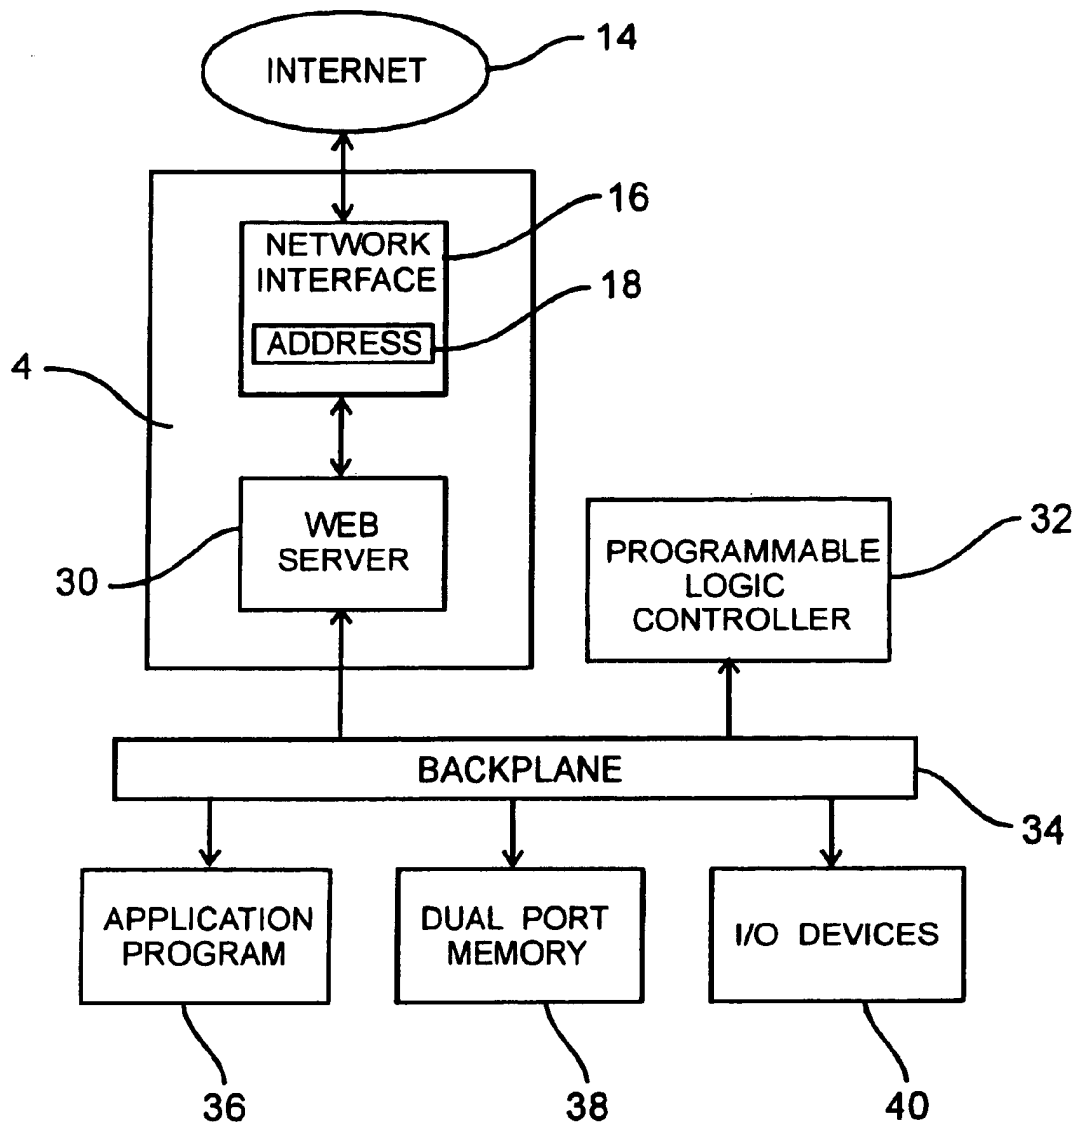 INTERNET
14
16
NETWORK
INTERFACE
18
ADDRESS
4
WEB
SERVER
30
32
PROGRAMMABLE
LOGIC
CONTROLLER
BACKPLANE
34
APPLICATION
PROGRAM
DUAL PORT
MEMORY
I/O DEVICES
36
38
40